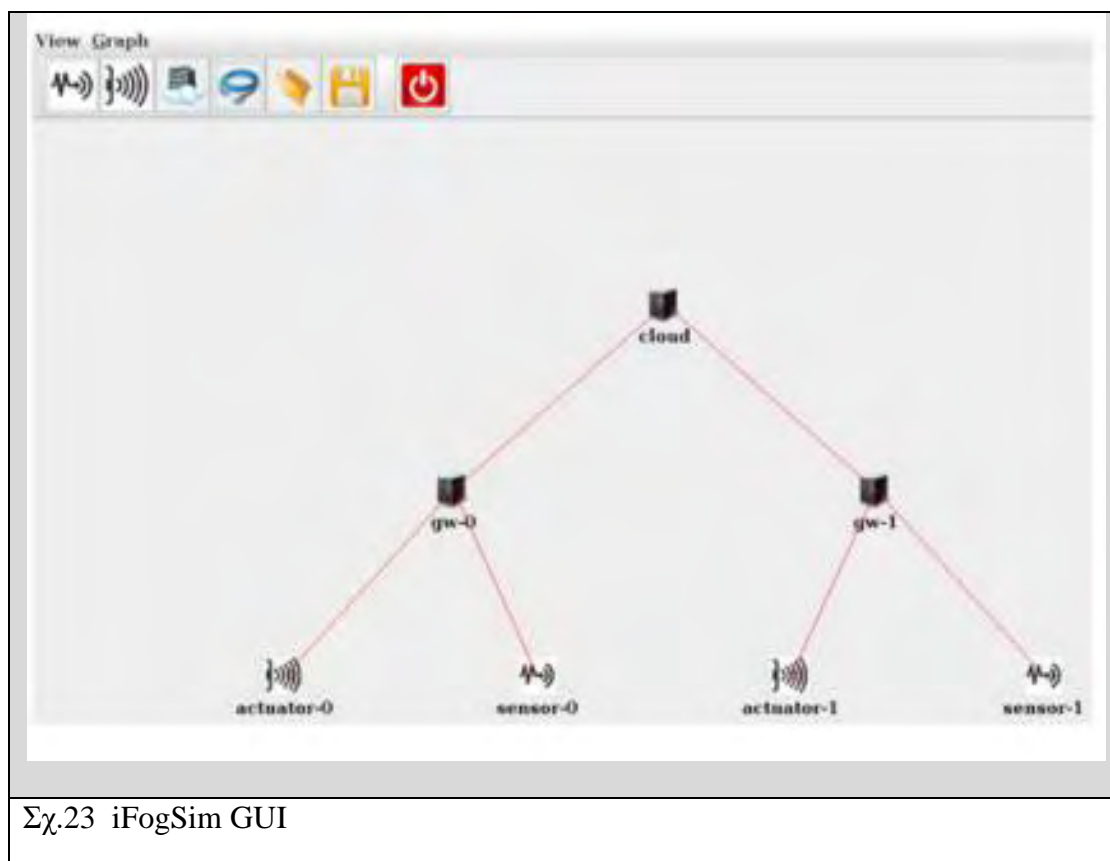 View Graph
cloud
gw-0 gw-1
actuator-0 sensor-0 actuator-1 sensor-1
Σχ.23 iFogSim GUI